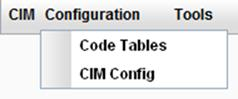 CIM Configuration Tools
Code Tables
CIM Config